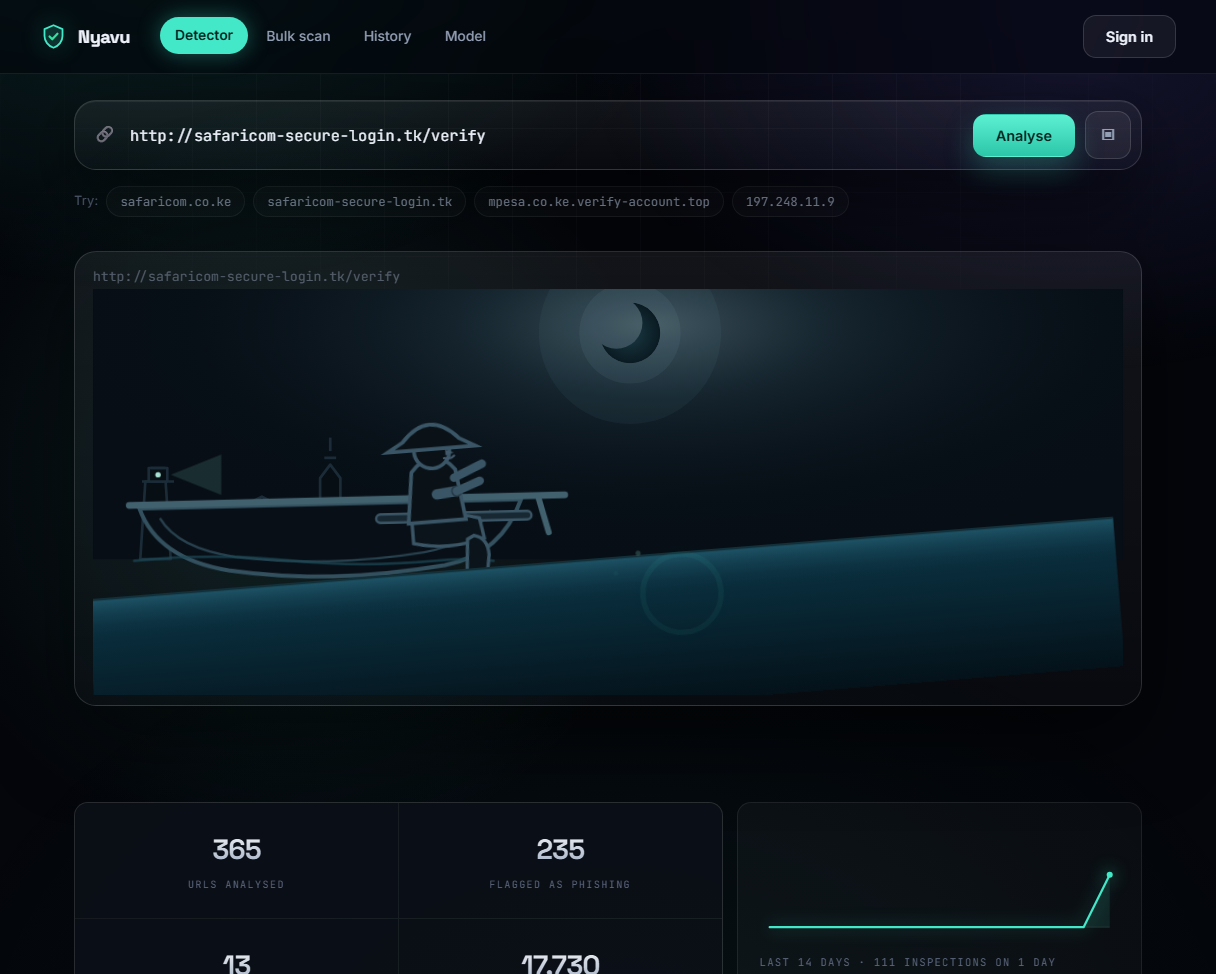 Nyavu
Detector
Bulk scan
History
Model
Sign in
http://safaricom-secure-login.tk/verify
Analyse
Try:
safaricom.co.ke
safaricom-secure-login.tk
mpesa.co.ke.verify-account.top
197.248.11.9
http://safaricom-secure-login.tk/verify
365
235
URLS ANALYSED
FLAGGED AS PHISHING
13
17,730
LAST 14 DAYS · 111 INSPECTIONS ON 1 DAY